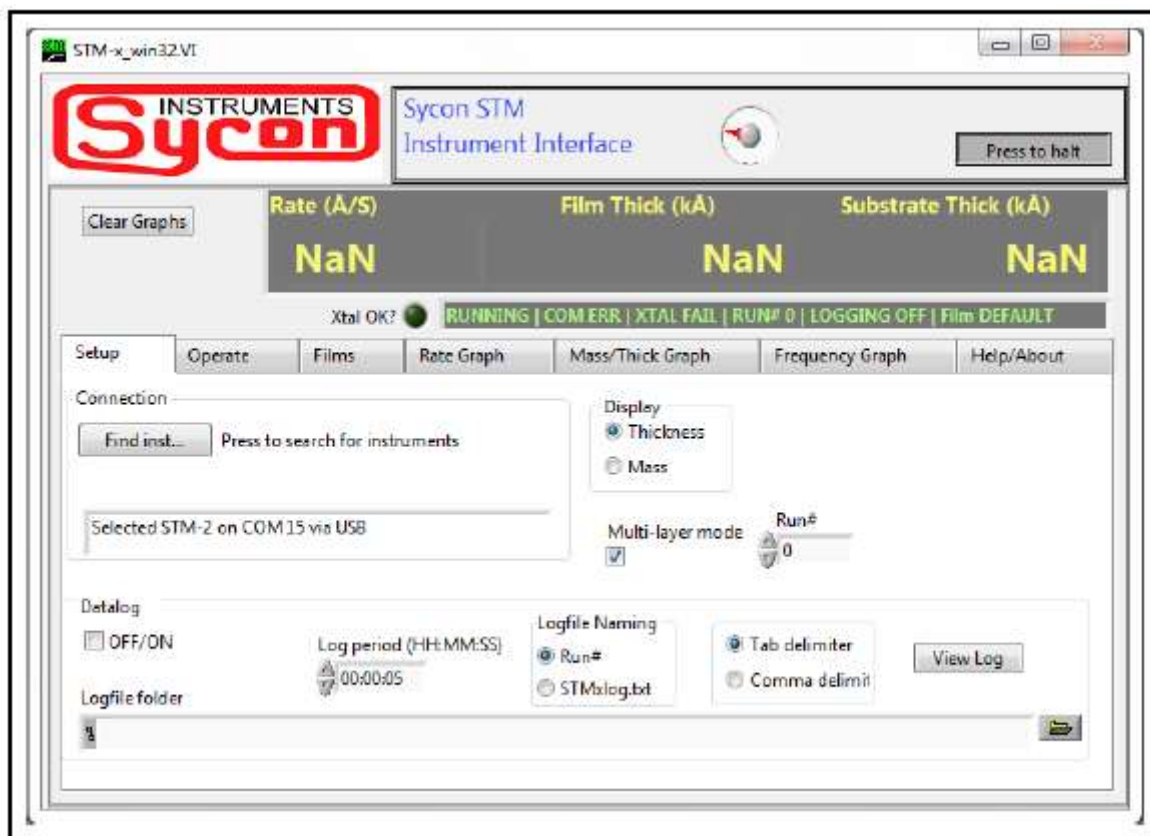 STM-x_win32.VI
INSTRUMENTS
Sycon
Sycon STM
Instrument Interface
Press to halt
Clear Graphs
Rate (Å/S) Film Thick (kÅ) Substrate Thick (kÅ)
NaN NaN NaN
Xtal OK? RUNNING | COM ERR | XTAL FAIL | RUN# 0 | LOGGING OFF | Film DEFAULT
Setup Operate Films Rate Graph Mass/Thick Graph Frequency Graph Help/About
Connection
Find inst... Press to search for instruments
Selected STM-2 on COM15 via USB
Display
Thickness
Mass
Multi-layer mode
Run#
0
Datalog
OFF/ON
Log period (HH:MM:SS)
00:00:05
Logfile Naming
Run#
STMxlog.txt
Tab delimiter
Comma delimit
View Log
Logfile folder